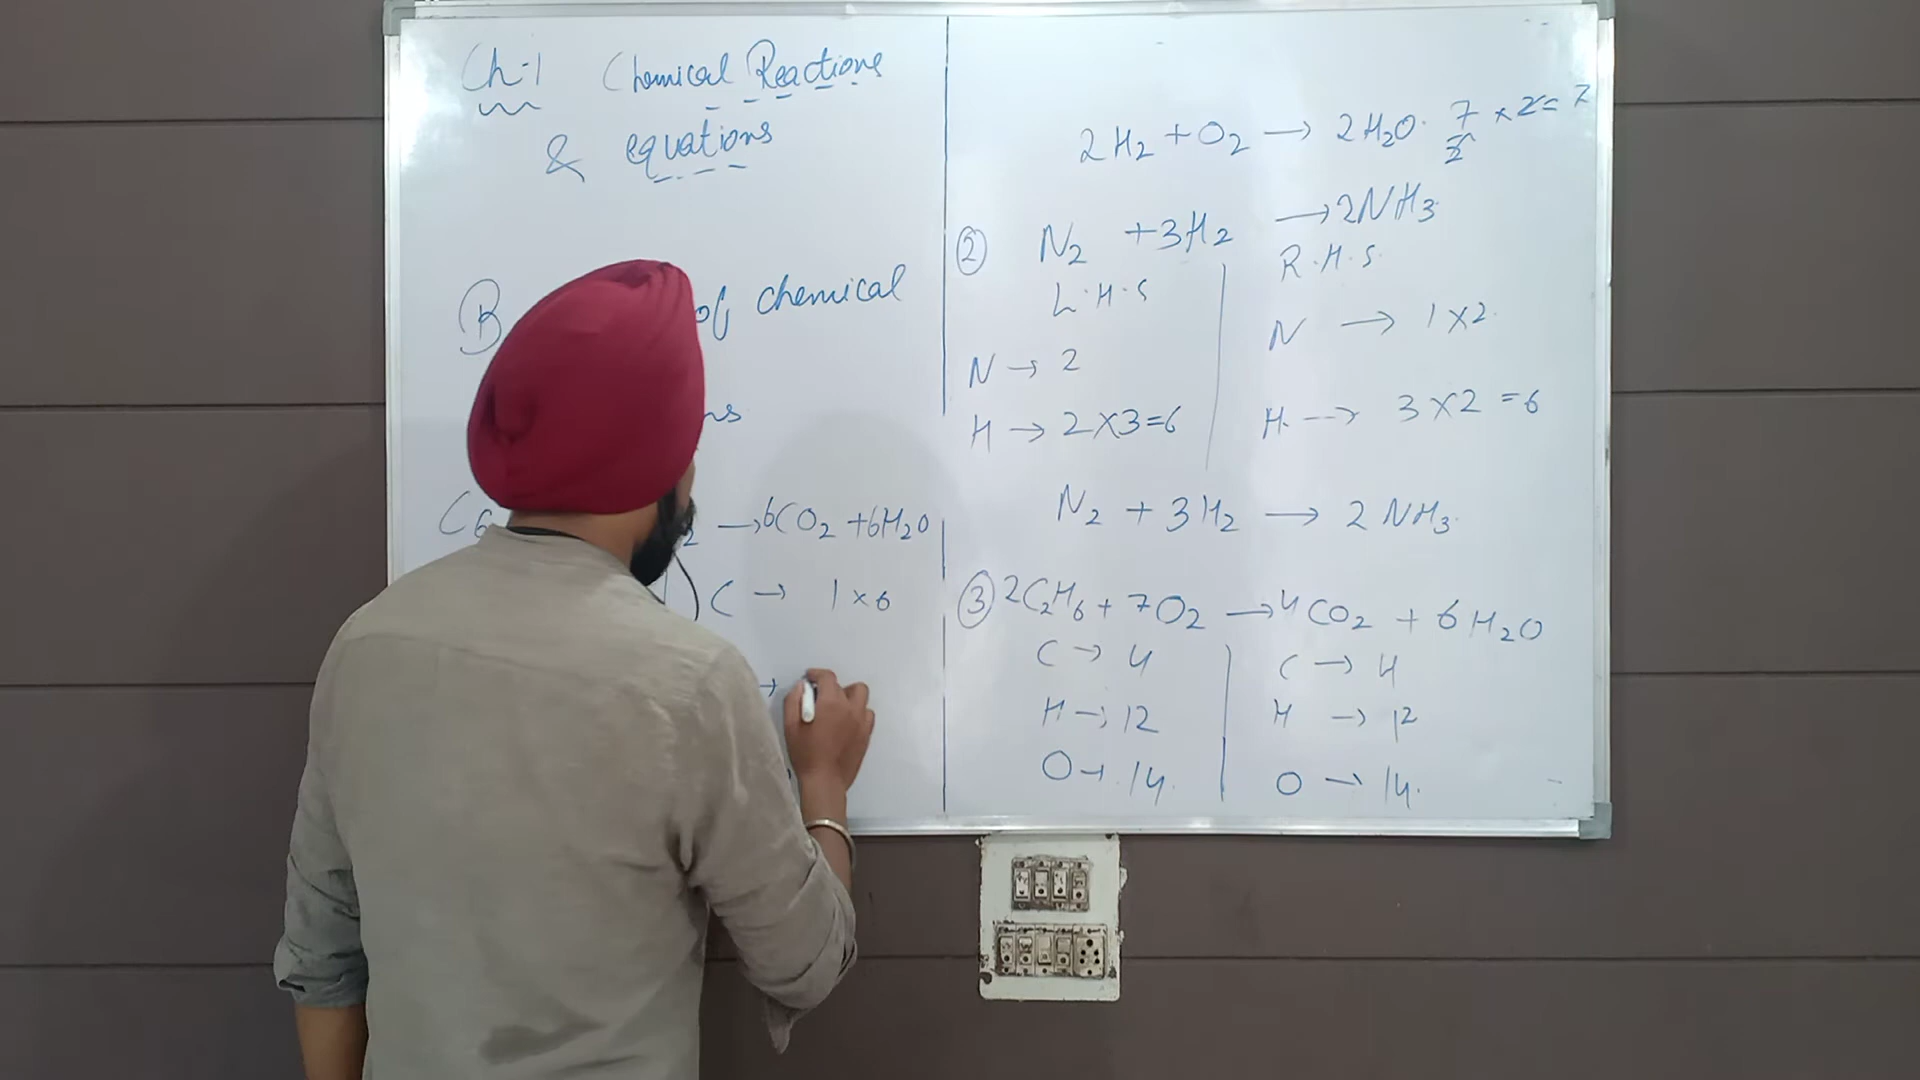 Ch-1 Chemical Reactions
& equations
B of chemical
ns
C6 2 → 6CO2 + 6H2O
C → 1 × 6
→
2H2 + O2 → 2H2O. 7/2 × 2 = 7
② N2 + 3H2 → 2NH3
L.H.S R.H.S.
N → 2 N → 1 × 2
H → 2 × 3 = 6 H → 3 × 2 = 6
N2 + 3H2 → 2 NH3
③ 2C2H6 + 7O2 → 4CO2 + 6H2O
C → 4 C → 4
H → 12 H → 12
O → 14 O → 14.